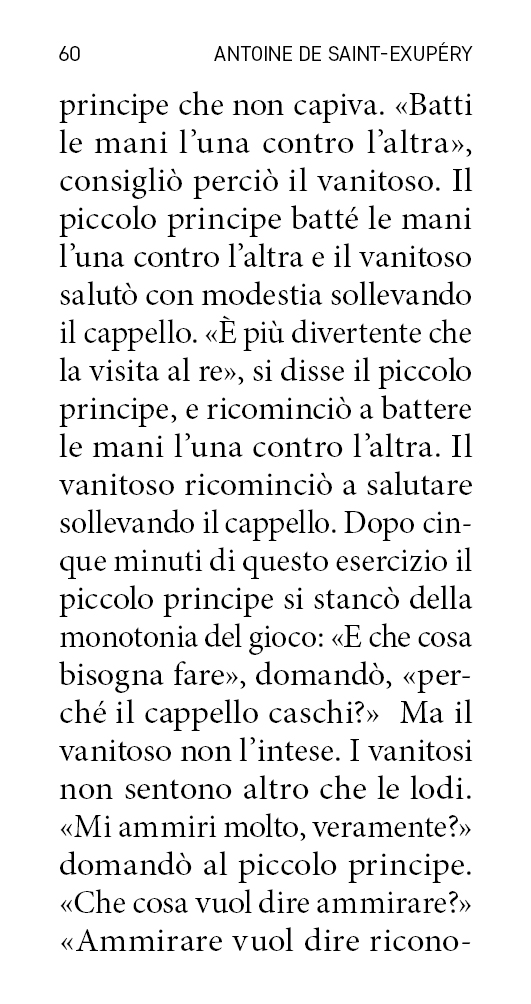 60 ANTOINE DE SAINT-EXUPÉRY
principe che non capiva. «Batti
le mani l’una contro l’altra»,
consigliò perciò il vanitoso. Il
piccolo principe batté le mani
l’una contro l’altra e il vanitoso
salutò con modestia sollevando
il cappello. «È più divertente che
la visita al re», si disse il piccolo
principe, e ricominciò a battere
le mani l’una contro l’altra. Il
vanitoso ricominciò a salutare
sollevando il cappello. Dopo cin-
que minuti di questo esercizio il
piccolo principe si stancò della
monotonia del gioco: «E che cosa
bisogna fare», domandò, «per-
ché il cappello caschi?» Ma il
vanitoso non l’intese. I vanitosi
non sentono altro che le lodi.
«Mi ammiri molto, veramente?»
domandò al piccolo principe.
«Che cosa vuol dire ammirare?»
«Ammirare vuol dire ricono-